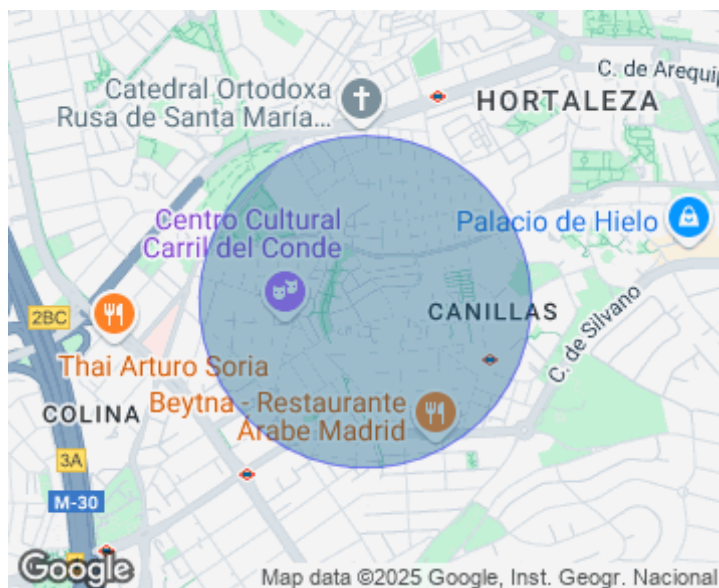 C. de Arequip
Catedral Ortodoxa
Rusa de Santa María...
HORTALEZA
Centro Cultural
Carril del Conde
Palacio de Hielo
2BC
CANILLAS
C. de Silvano
Thai Arturo Soria
Beytna - Restaurante
Árabe Madrid
COLINA
3A
M-30
Google
Map data ©2025 Google, Inst. Geogr. Nacional